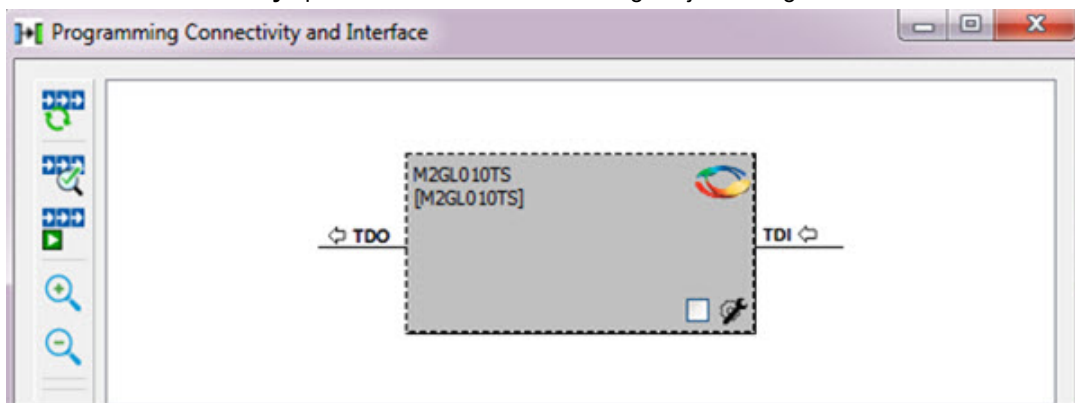 Programming Connectivity and Interface
M2GL010TS
[M2GL010TS]
TDO
TDI